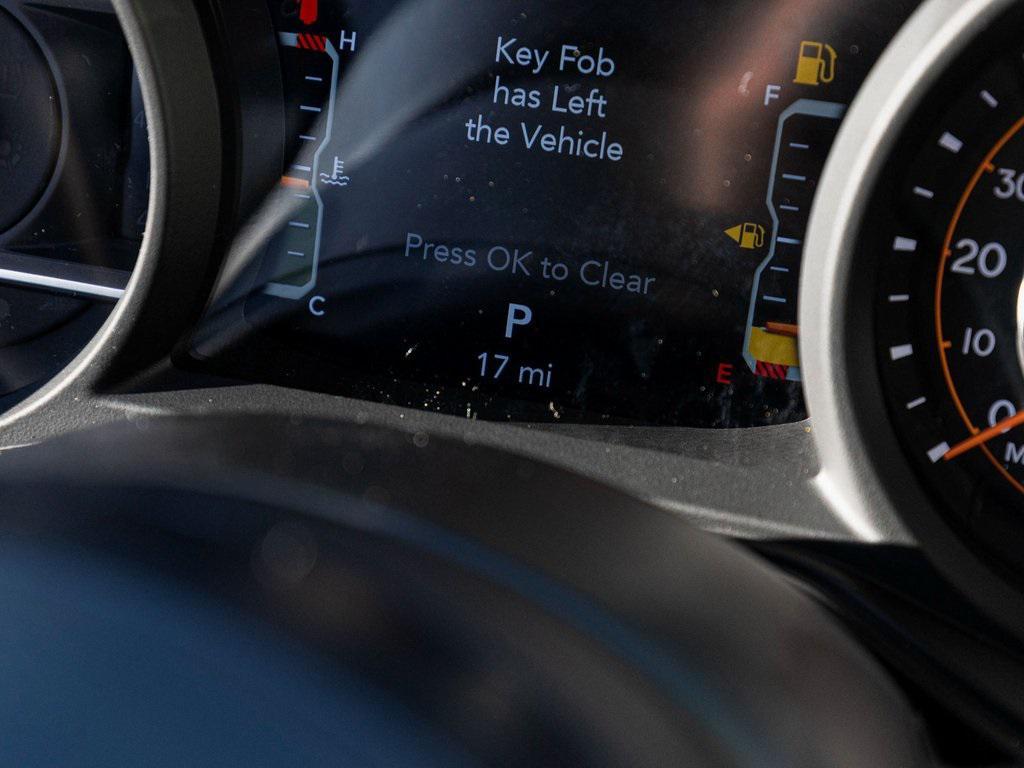 H
Key Fob
has Left
the Vehicle
F
Press OK to Clear
C
P
17 mi
E
30
20
10
0
M